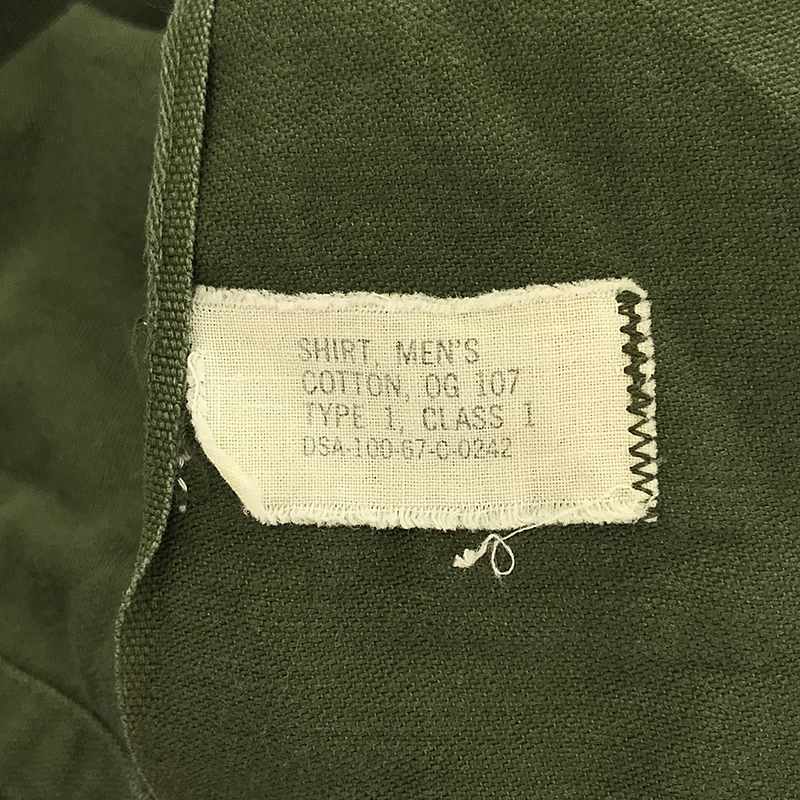 SHIRT, MEN'S
COTTON, OG 107
TYPE 1, CLASS 1
DSA-100-67-C-0242